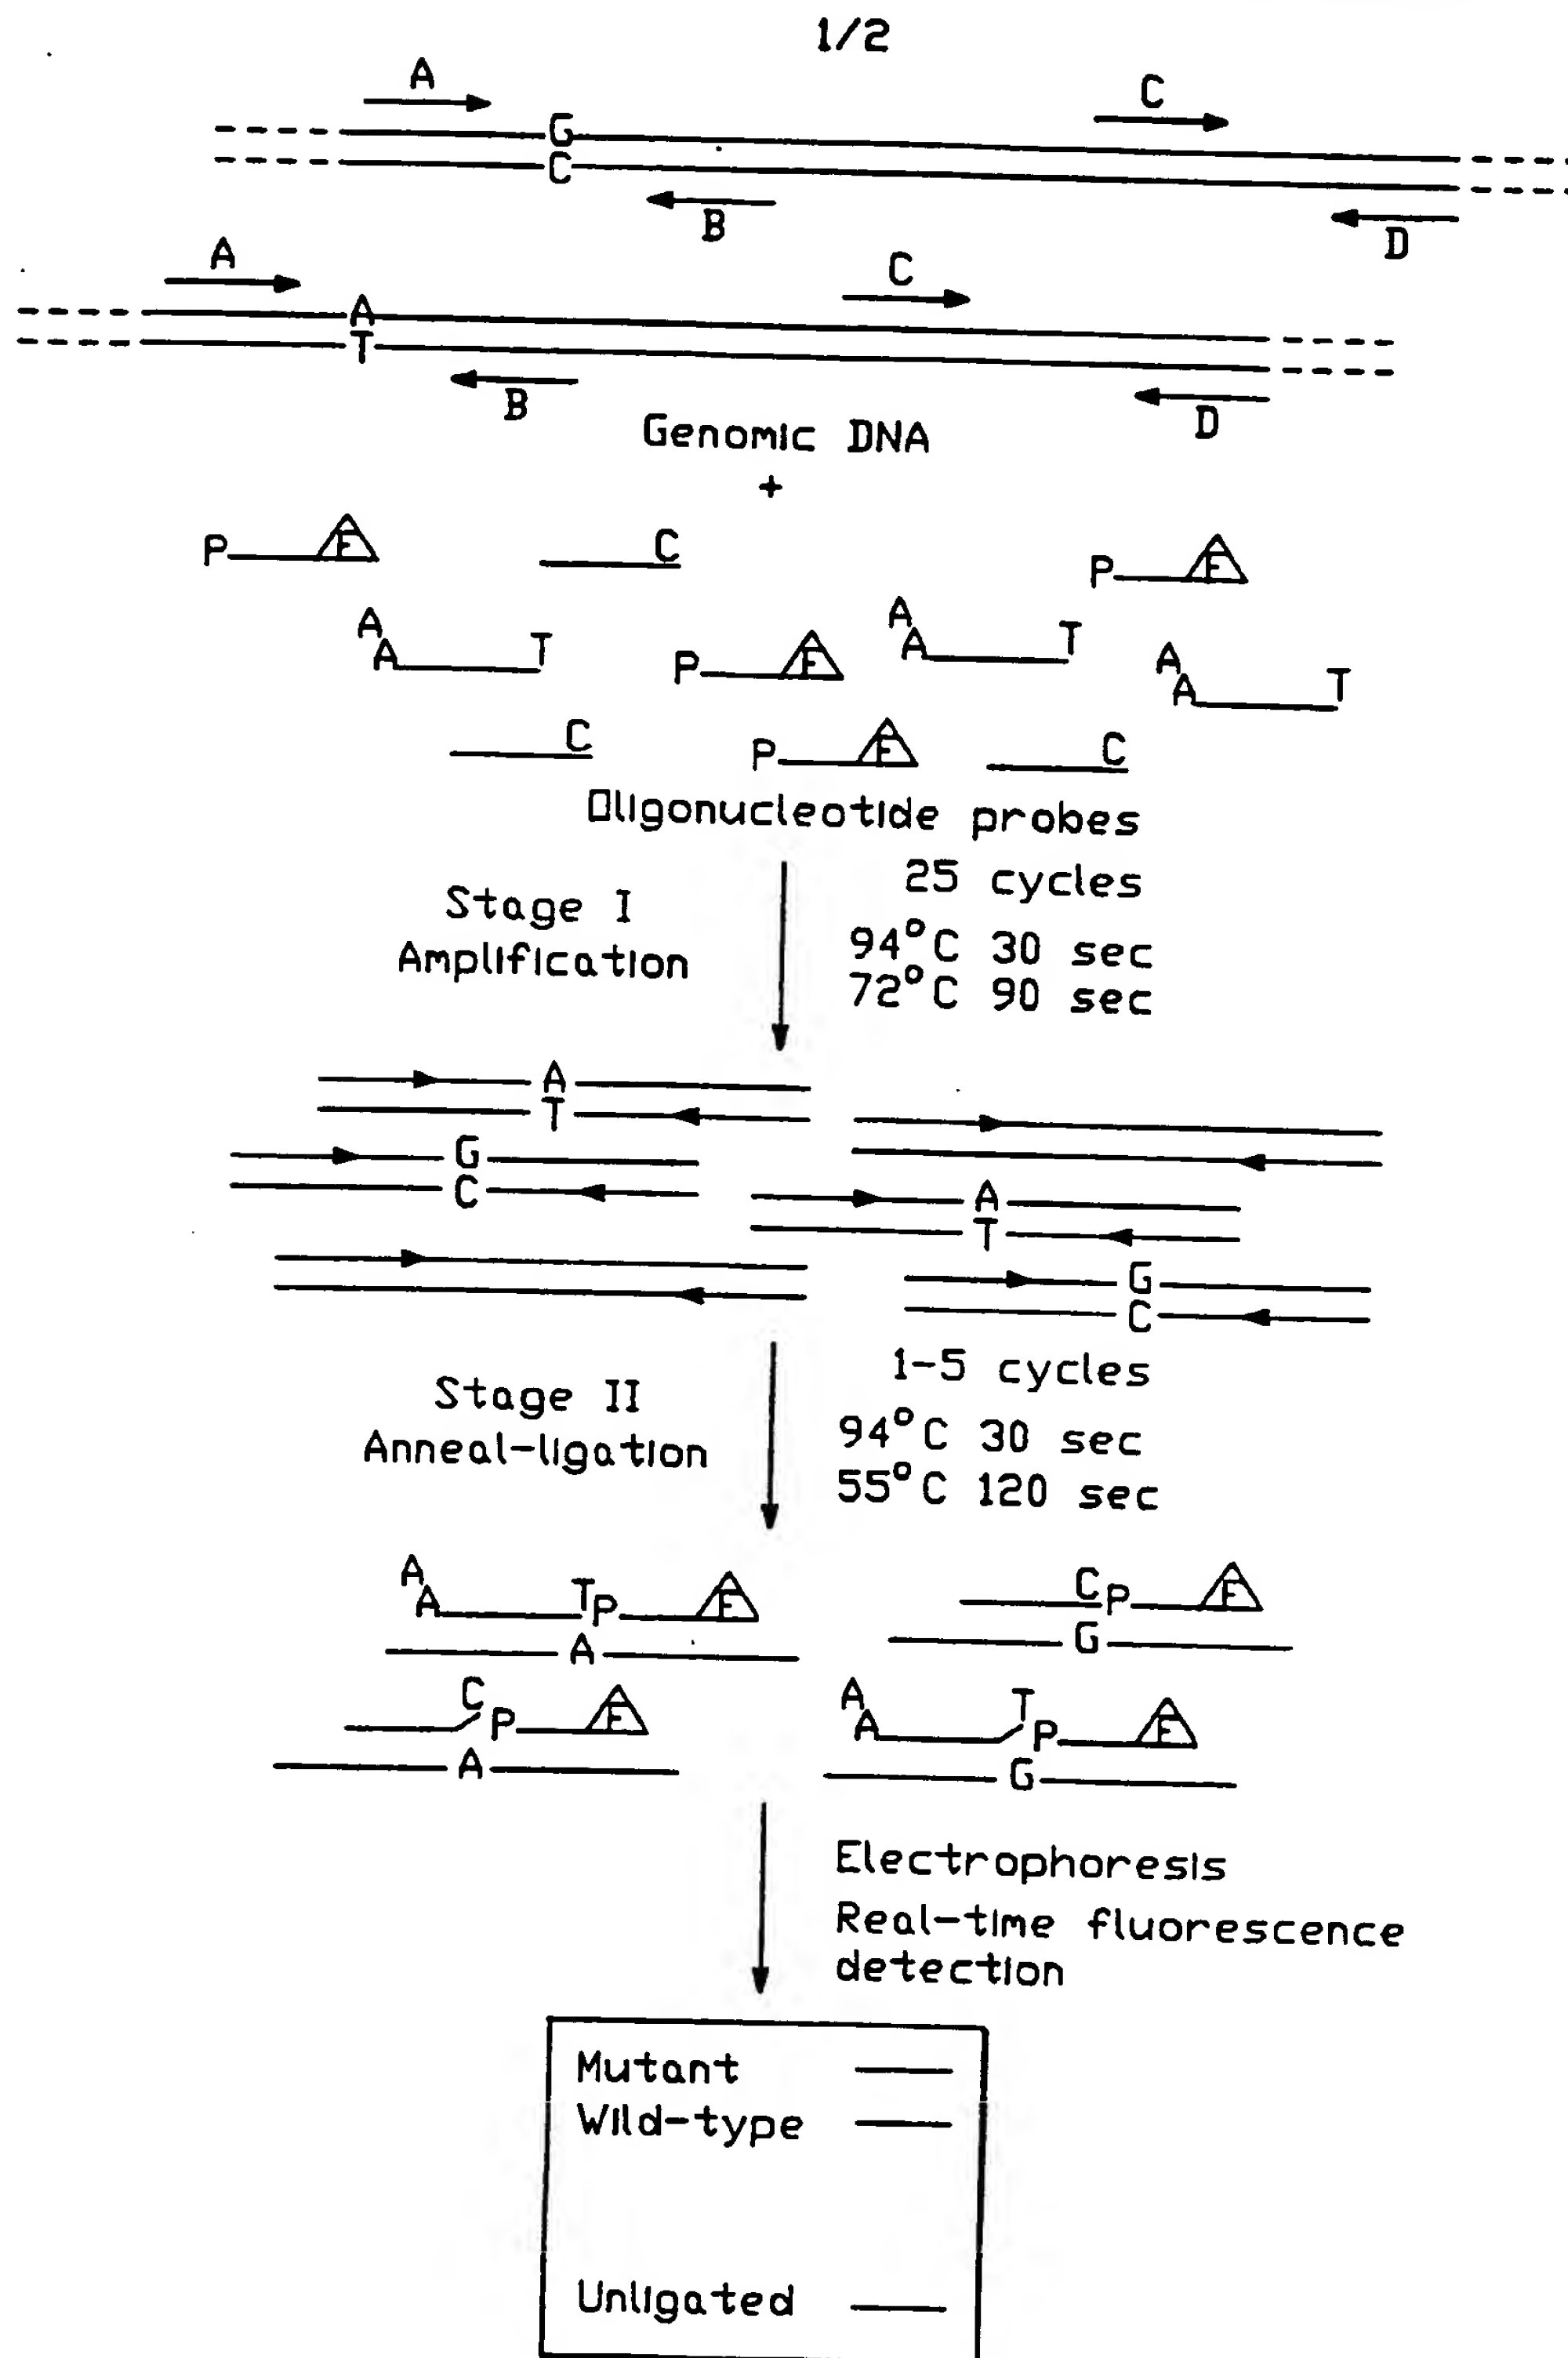 1/2
A
C
G
C
B
D
A
C
A
T
B
D
Genomic DNA
+
P F
C
P F
A
A T
P F
A
A T
A
A T
C
P F
C
Oligonucleotide probes
Stage I
Amplification
25 cycles
94°C 30 sec
72°C 90 sec
A
T
G
C
A
T
G
C
Stage II
Anneal-ligation
1-5 cycles
94°C 30 sec
55°C 120 sec
A
A TP F
A
CP F
G
C
P F
A
A
A T
P F
G
Electrophoresis
Real-time fluorescence
detection
Mutant
Wild-type
Unligated